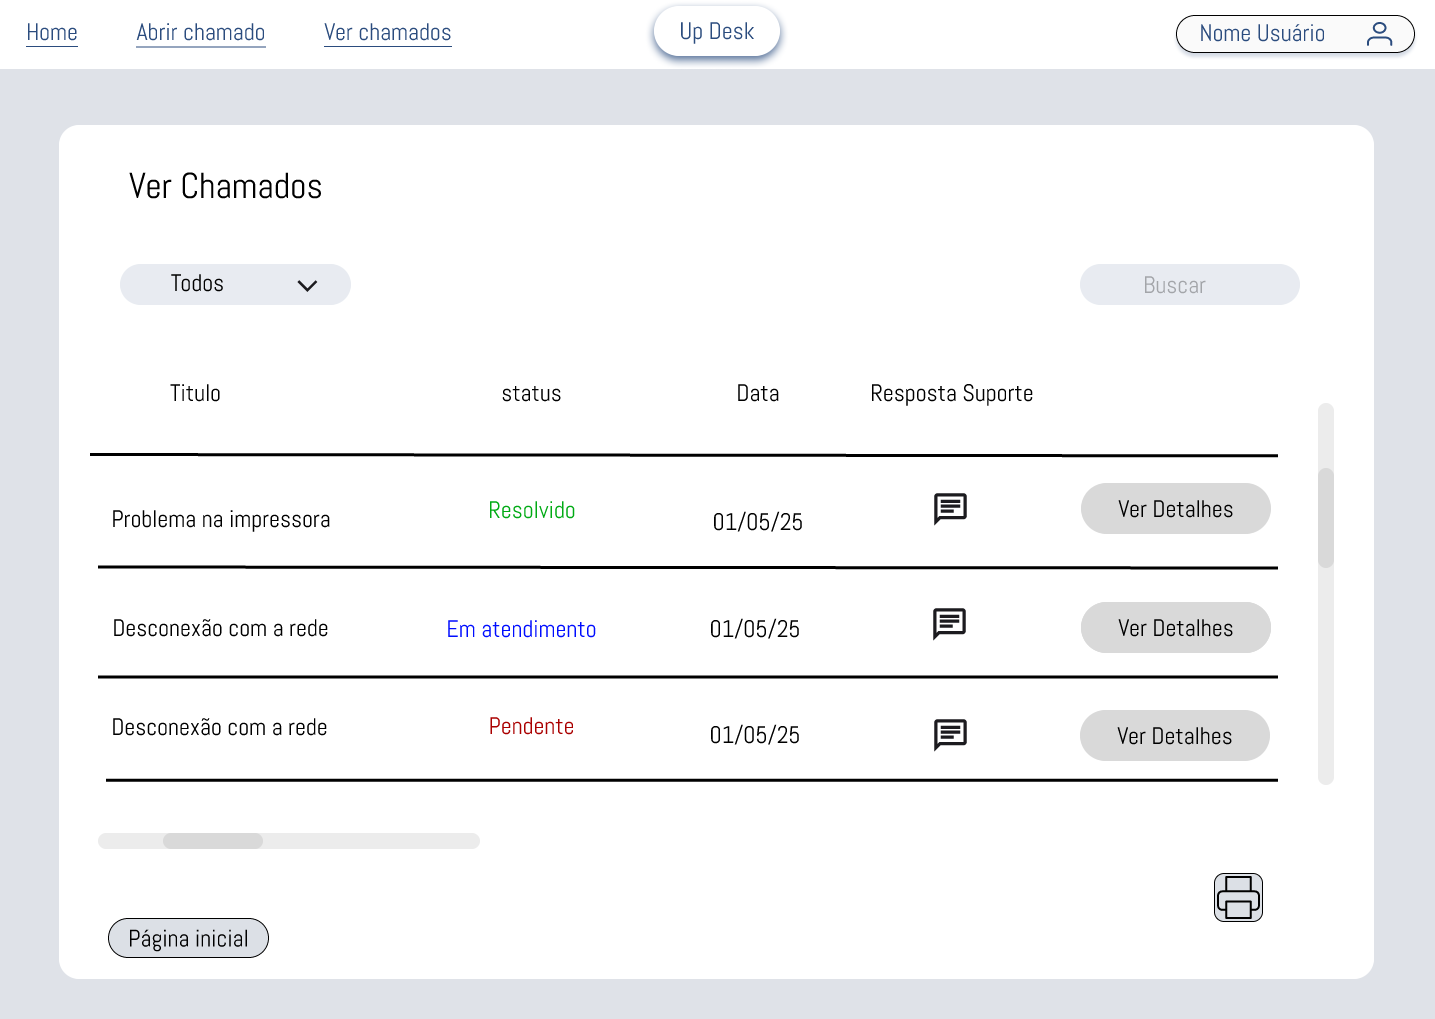 Home Abrir chamado Ver chamados Up Desk Nome Usuário
Ver Chamados
Todos Buscar
Titulo status Data Resposta Suporte
Problema na impressora Resolvido 01/05/25 Ver Detalhes
Desconexão com a rede Em atendimento 01/05/25 Ver Detalhes
Desconexão com a rede Pendente 01/05/25 Ver Detalhes
Página inicial